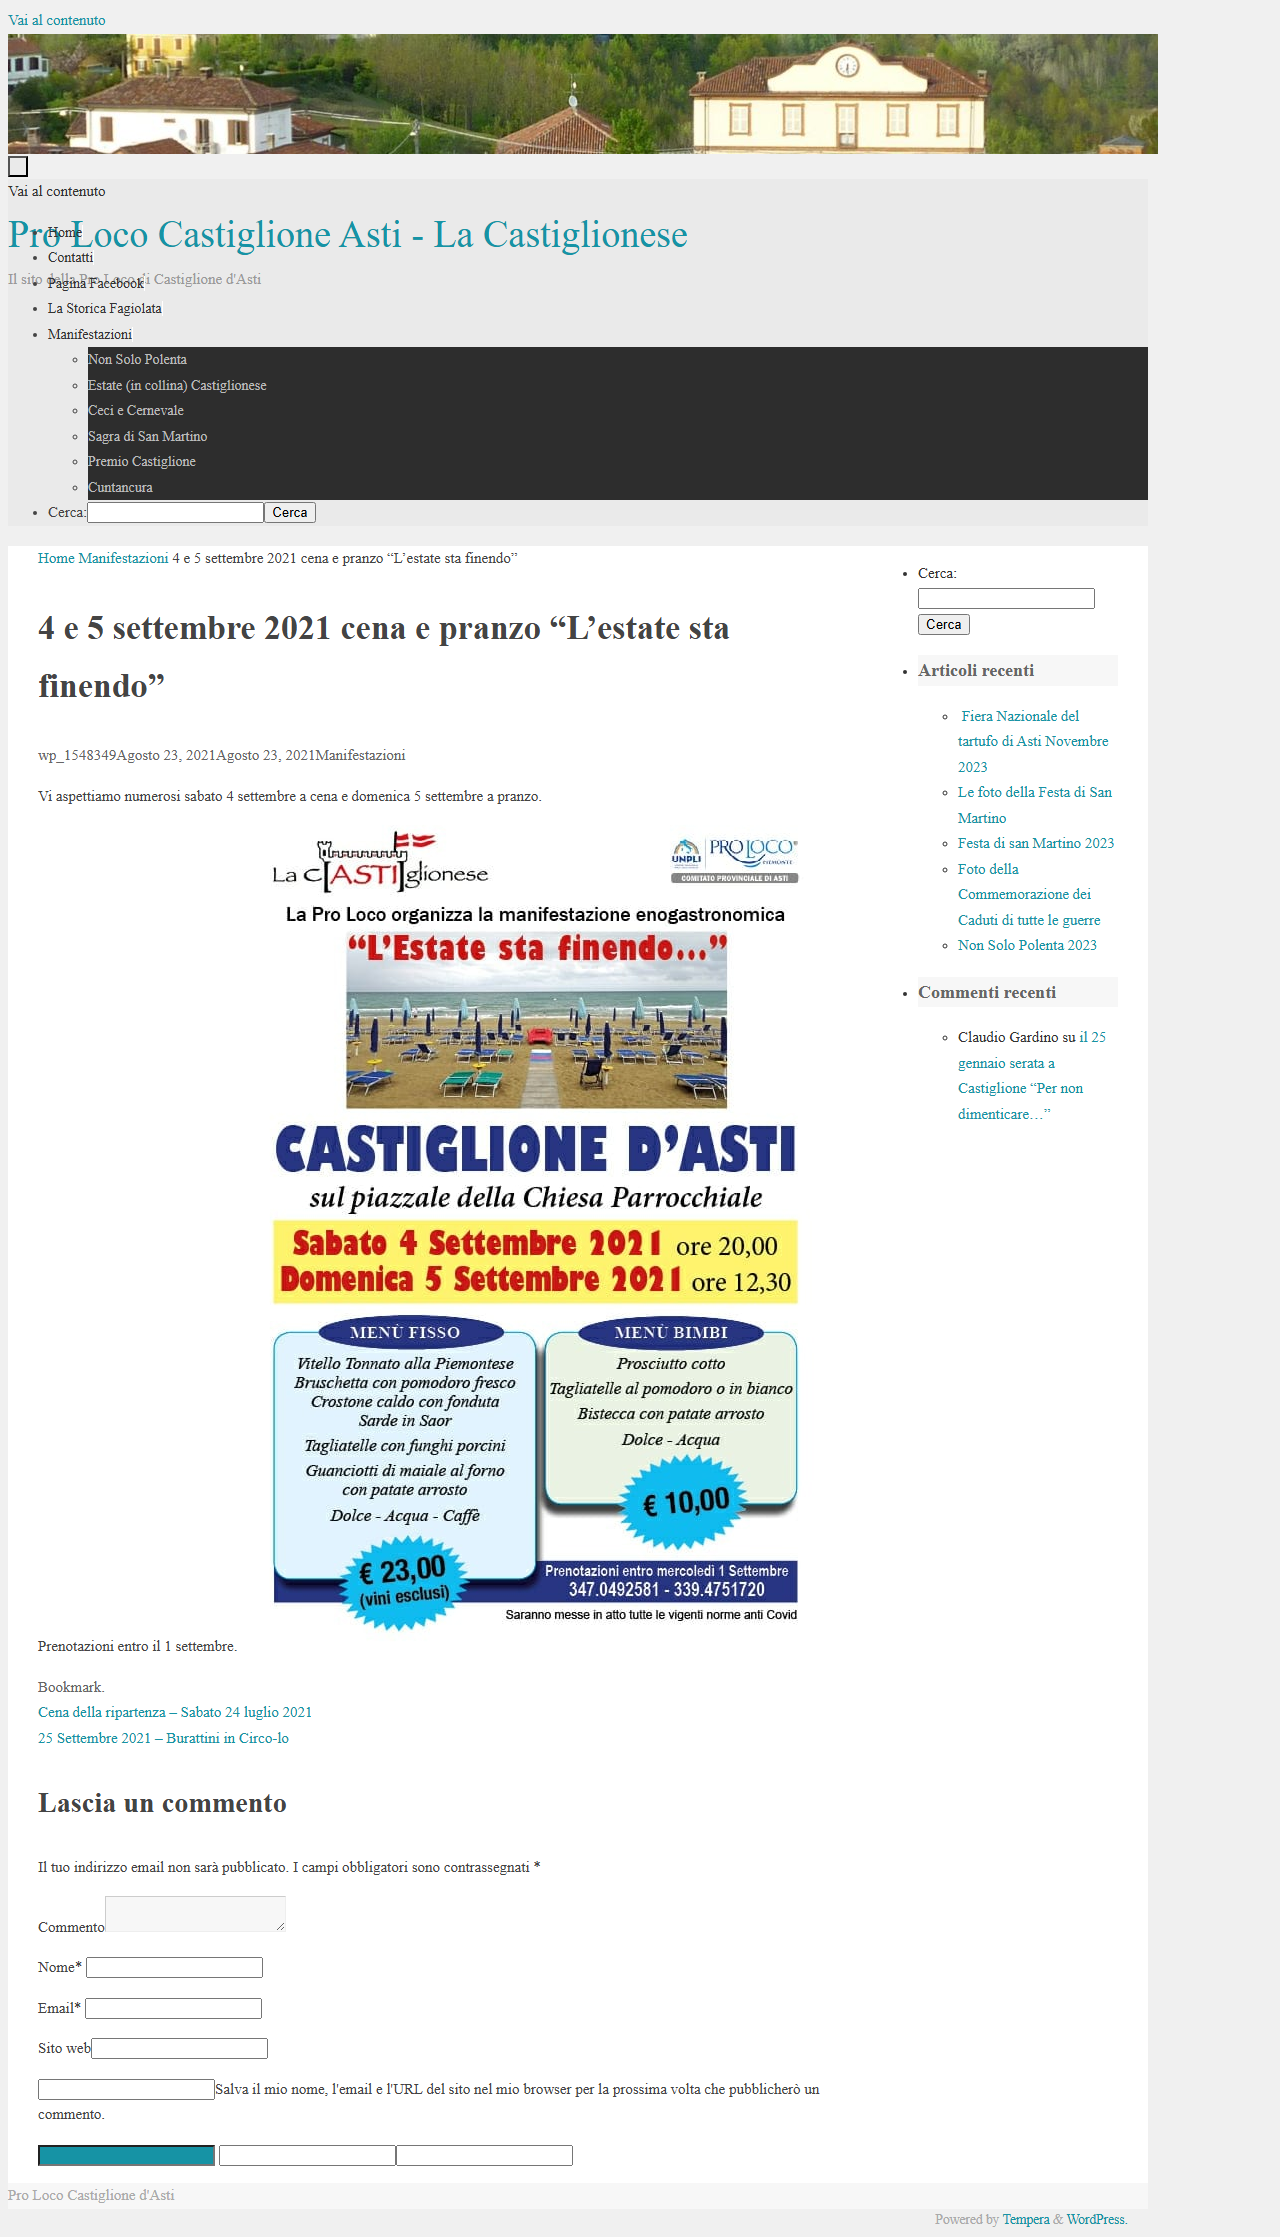 Vai al contenuto
Vai al contenuto
Pro Loco Castiglione Asti - La Castiglionese
Il sito della Pro Loco di Castiglione d'Asti
Home
Contatti
Pagina Facebook
La Storica Fagiolata
Manifestazioni
Non Solo Polenta
Estate (in collina) Castiglionese
Ceci e Cernevale
Sagra di San Martino
Premio Castiglione
Cuntancura
Cerca: Cerca
Home Manifestazioni 4 e 5 settembre 2021 cena e pranzo “L’estate sta finendo”
4 e 5 settembre 2021 cena e pranzo “L’estate sta
finendo”
wp_1548349Agosto 23, 2021Agosto 23, 2021Manifestazioni
Vi aspettiamo numerosi sabato 4 settembre a cena e domenica 5 settembre a pranzo.
La cASTIglionese
UNPLI PROLOCO PIEMONTE
COMITATO PROVINCIALE DI ASTI
La Pro Loco organizza la manifestazione enogastronomica
“L’Estate sta finendo...”
CASTIGLIONE D’ASTI
sul piazzale della Chiesa Parrocchiale
Sabato 4 Settembre 2021 ore 20,00
Domenica 5 Settembre 2021 ore 12,30
MENÙ FISSO
Vitello Tonnato alla Piemontese
Bruschetta con pomodoro fresco
Crostone caldo con fonduta
Sarde in Saor
Tagliatelle con funghi porcini
Guanciotti di maiale al forno
con patate arrosto
Dolce - Acqua - Caffè
€ 23,00
(vini esclusi)
MENÙ BIMBI
Prosciutto cotto
Tagliatelle al pomodoro o in bianco
Bistecca con patate arrosto
Dolce - Acqua
€ 10,00
Prenotazioni entro mercoledì 1 Settembre
347.0492581 - 339.4751720
Saranno messe in atto tutte le vigenti norme anti Covid
Prenotazioni entro il 1 settembre.
Bookmark.
Cena della ripartenza – Sabato 24 luglio 2021
25 Settembre 2021 – Burattini in Circo-lo
Lascia un commento
Il tuo indirizzo email non sarà pubblicato. I campi obbligatori sono contrassegnati *
Commento
Nome*
Email*
Sito web
Salva il mio nome, l'email e l'URL del sito nel mio browser per la prossima volta che pubblicherò un
commento.
Cerca:
Cerca
Articoli recenti
Fiera Nazionale del
tartufo di Asti Novembre
2023
Le foto della Festa di San
Martino
Festa di san Martino 2023
Foto della
Commemorazione dei
Caduti di tutte le guerre
Non Solo Polenta 2023
Commenti recenti
Claudio Gardino su il 25
gennaio serata a
Castiglione “Per non
dimenticare…”
Pro Loco Castiglione d'Asti
Powered by Tempera & WordPress.